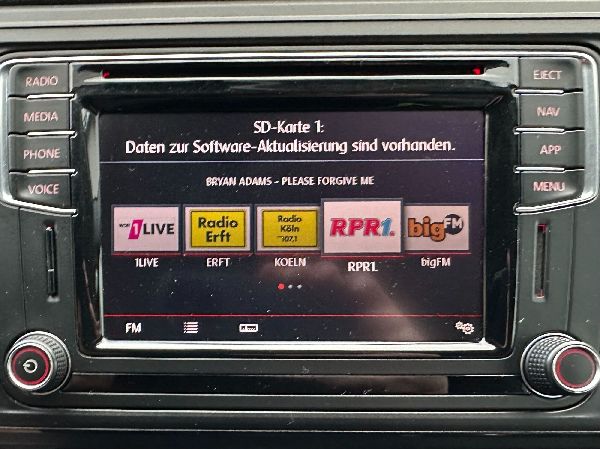 RADIO
MEDIA
PHONE
VOICE
EJECT
NAV
APP
MENU
SD-Karte 1:
Daten zur Software-Aktualisierung sind vorhanden.
BRYAN ADAMS - PLEASE FORGIVE ME
WDR 1LIVE
Radio
Erft
Radio
Köln
107,1
RPR1.
bigFM
1LIVE
ERFT
KOELN
RPR1.
bigFM
FM